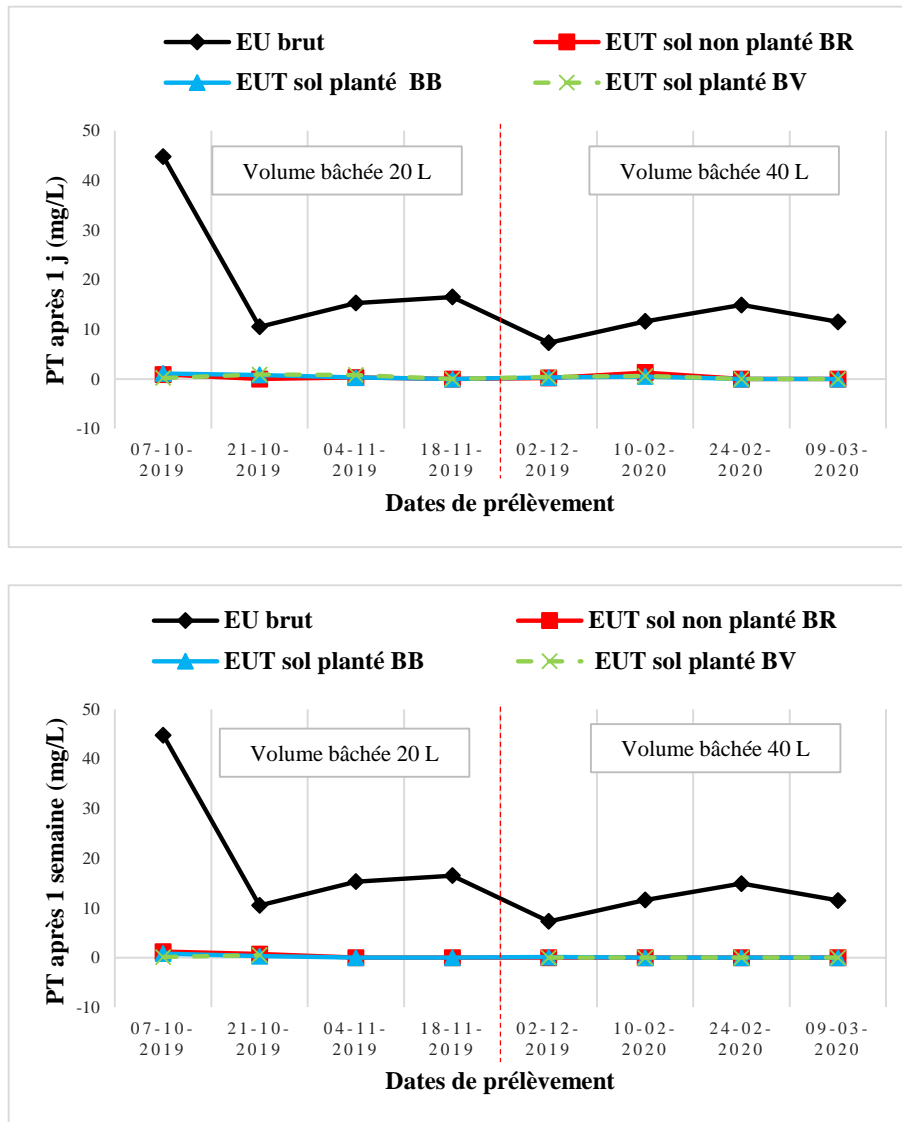 EU brut
EUT sol non planté BR
EUT sol planté  BB
EUT sol planté BV
PT après 1 j (mg/L)
50
40
30
20
10
0
-10
Volume bâchée 20 L
Volume bâchée 40 L
07-10-2019
21-10-2019
04-11-2019
18-11-2019
02-12-2019
10-02-2020
24-02-2020
09-03-2020
Dates de prélèvement
EU brut
EUT sol non planté BR
EUT sol planté BB
EUT sol planté BV
PT après 1 semaine (mg/L)
50
40
30
20
10
0
-10
Volume bâchée 20 L
Volume bâchée 40 L
07-10-2019
21-10-2019
04-11-2019
18-11-2019
02-12-2019
10-02-2020
24-02-2020
09-03-2020
Dates de prélèvement